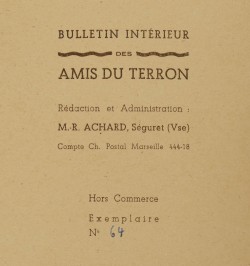 BULLETIN INTÉRIEUR
DES
AMIS DU TERRON
Rédaction et Administration :
M.-R. ACHARD, Séguret (Vse)
Compte Ch. Postal Marseille 444-18
Hors Commerce
Exemplaire
Nº 64